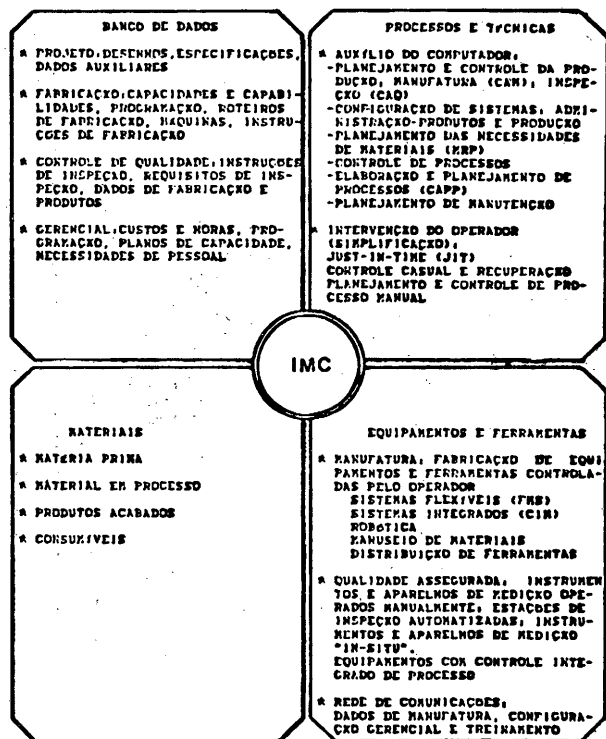 BANCO DE DADOS
* PROJETO: DESENHOS, ESPECIFICAÇÕES,
DADOS AUXILIARES
* FABRICAÇÃO: CAPACIDADES E CAPABI-
LIDADES, PROGRAMAÇÃO, ROTEIROS
DE FABRICAÇÃO, MÁQUINAS, INSTRU-
ÇÕES DE FABRICAÇÃO
* CONTROLE DE QUALIDADE: INSTRUÇÕES
DE INSPEÇÃO, REQUISITOS DE INS-
PEÇÃO, DADOS DE FABRICAÇÃO E
PRODUTOS
* GERENCIAL: CUSTOS E HORAS, PRO-
GRAMAÇÃO, PLANOS DE CAPACIDADE,
NECESSIDADES DE PESSOAL
PROCESSOS E TÉCNICAS
* AUXÍLIO DO COMPUTADOR:
-PLANEJAMENTO E CONTROLE DA PRO-
DUÇÃO, MANUFATURA (CAM), INSPE-
ÇÃO (CAQ)
-CONFIGURAÇÃO DE SISTEMAS, ADMI-
NISTRAÇÃO-PRODUTOS E PRODUÇÃO
-PLANEJAMENTO DAS NECESSIDADES
DE MATERIAIS (MRP)
-CONTROLE DE PROCESSOS
-ELABORAÇÃO E PLANEJAMENTO DE
PROCESSOS (CAPP)
-PLANEJAMENTO DE MANUTENÇÃO
* INTERVENÇÃO DO OPERADOR
(SIMPLIFICAÇÃO):
JUST-IN-TIME (JIT)
CONTROLE CASUAL E RECUPERAÇÃO
PLANEJAMENTO E CONTROLE DE PRO-
CESSO MANUAL
IMC
MATERIAIS
* MATÉRIA PRIMA
* MATERIAL EM PROCESSO
* PRODUTOS ACABADOS
* CONSUMÍVEIS
EQUIPAMENTOS E FERRAMENTAS
* MANUFATURA: FABRICAÇÃO DE EQUI
PAMENTOS E FERRAMENTAS CONTROLA-
DAS PELO OPERADOR
SISTEMAS FLEXÍVEIS (FMS)
SISTEMAS INTEGRADOS (CIM)
ROBÓTICA
MANUSEIO DE MATERIAIS
DISTRIBUIÇÃO DE FERRAMENTAS
* QUALIDADE ASSEGURADA: INSTRUMEN
TOS E APARELHOS DE MEDIÇÃO OPE-
RADOS MANUALMENTE; ESTAÇÕES DE
INSPEÇÃO AUTOMATIZADAS; INSTRU-
MENTOS E APARELHOS DE MEDIÇÃO
"IN-SITU".
EQUIPAMENTOS COM CONTROLE INTE-
GRADO DE PROCESSO
* REDE DE COMUNICAÇÕES:
DADOS DE MANUFATURA, CONFIGURA-
ÇÃO GERENCIAL E TREINAMENTO